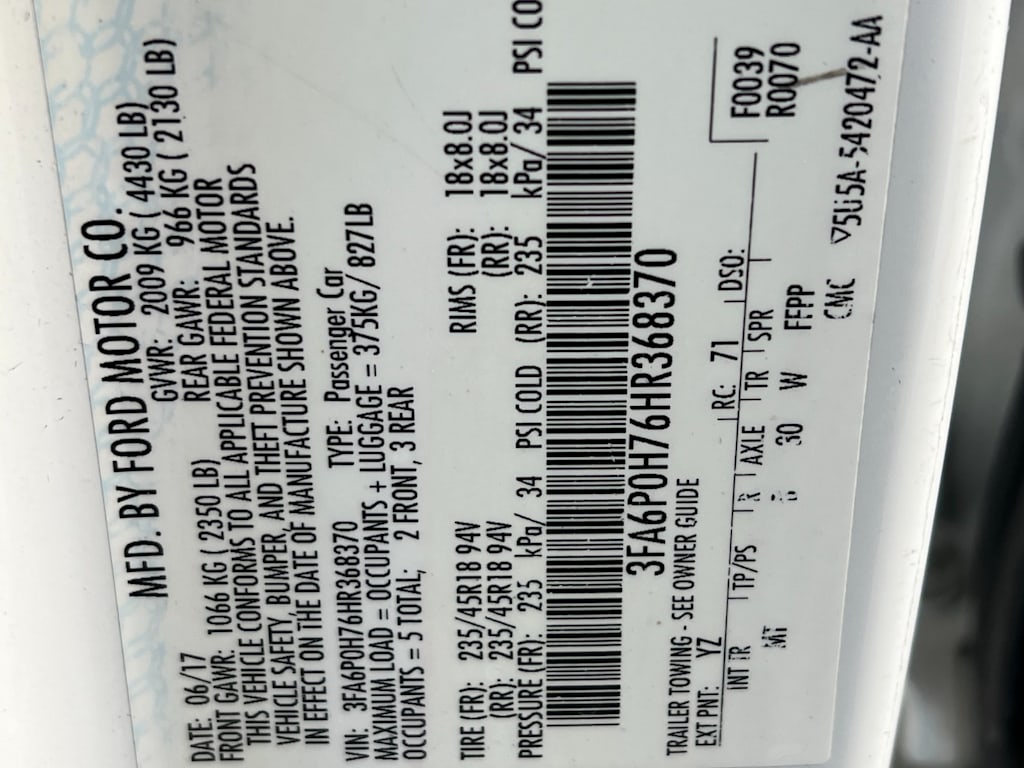 MFD. BY FORD MOTOR CO.
DATE: 06/17 GVWR: 2009 KG ( 4430 LB)
FRONT GAWR: 1066 KG ( 2350 LB) REAR GAWR: 966 KG ( 2130 LB)
THIS VEHICLE CONFORMS TO ALL APPLICABLE FEDERAL MOTOR
VEHICLE SAFETY, BUMPER, AND THEFT PREVENTION STANDARDS
IN EFFECT ON THE DATE OF MANUFACTURE SHOWN ABOVE.
VIN: 3FA6P0H76HR368370 TYPE: Passenger Car
MAXIMUM LOAD = OCCUPANTS + LUGGAGE = 375KG/ 827LB
OCCUPANTS = 5 TOTAL; 2 FRONT, 3 REAR
TIRE (FR): 235/45R18 94V RIMS (FR): 18x8.0J
(RR): 235/45R18 94V (RR): 18x8.0J
PRESSURE (FR): 235 kPa/ 34 PSI COLD (RR): 235 kPa/ 34 PSI CO
3FA6P0H76HR368370
TRAILER TOWING - SEE OWNER GUIDE
EXT PNT: YZ RC: 71 DSO: F0039
INT TR TP/PS R AXLE TR SPR R0070
30 W FFPP
CMC V5U5A-5420472-AA